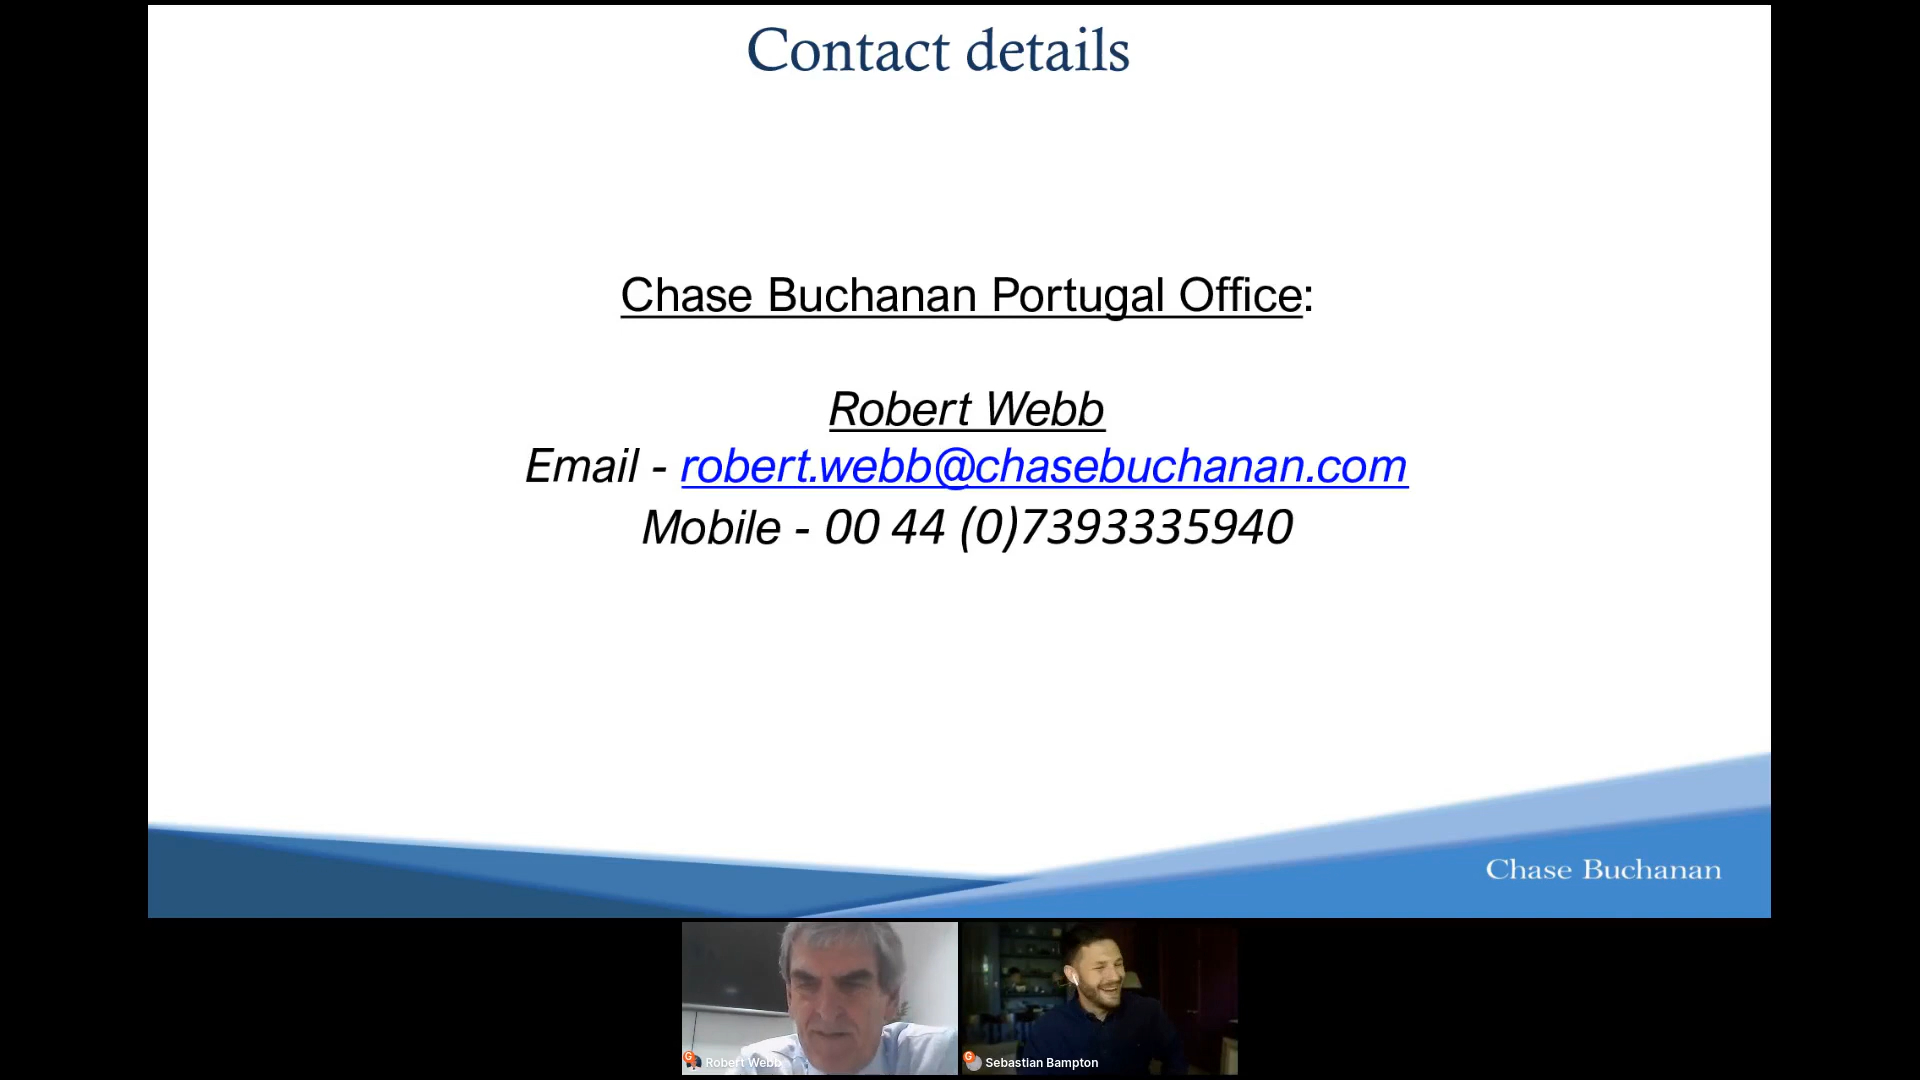 Contact details
Chase Buchanan Portugal Office:
Robert Webb
Email - robert.webb@chasebuchanan.com
Mobile - 00 44 (0)7393335940
Chase Buchanan
G Robert Webb
G Sebastian Bampton